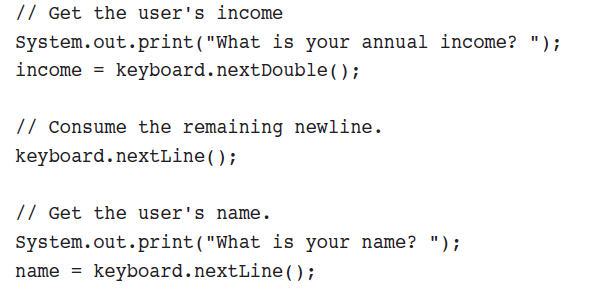 // Get the user's income
System.out.print("What is your annual income? ");
income = keyboard.nextDouble();
// Consume the remaining newline.
keyboard.nextLine();
// Get the user's name.
System.out.print("What is your name? ");
name = keyboard.nextLine();